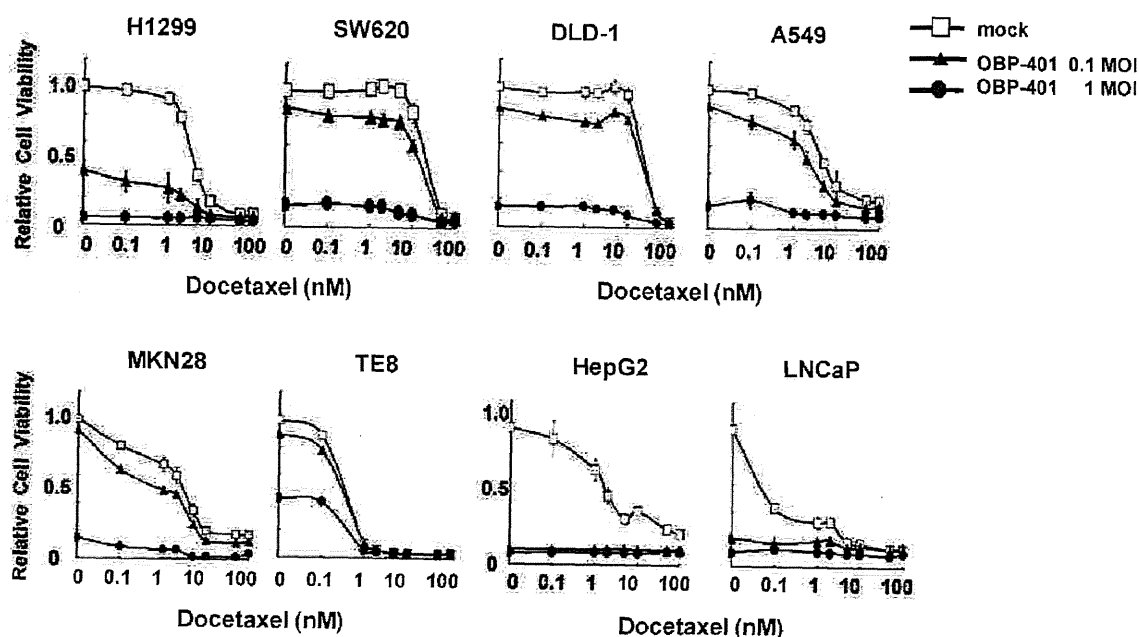 H1299 SW620 DLD-1 A549
mock
OBP-401 0.1 MOI
OBP-401 1 MOI
Relative Cell Viability
1.0
0.5
0
0 0.1 1 10 100 0 0.1 1 10 100 0 0.1 1 10 100 0 0.1 1 10 100
Docetaxel (nM) Docetaxel (nM)
MKN28 TE8 HepG2 LNCaP
Relative Cell Viability
1.0
0.5
0
1.0
0.5
0
0 0.1 1 10 100 0 0.1 1 10 100 0 0.1 1 10 100 0 0.1 1 10 100
Docetaxel (nM) Docetaxel (nM)